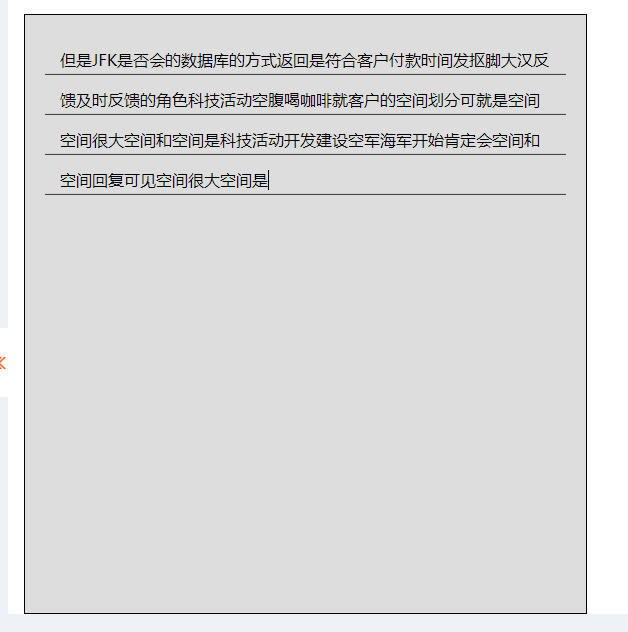 但是JFK是否会的数据库的方式返回是符合客户付款时间发抠脚大汉反
馈及时反馈的角色科技活动空腹喝咖啡就客户的空间划分可就是空间
空间很大空间和空间是科技活动开发建设空军海军开始肯定会空间和
空间回复可见空间很大空间是